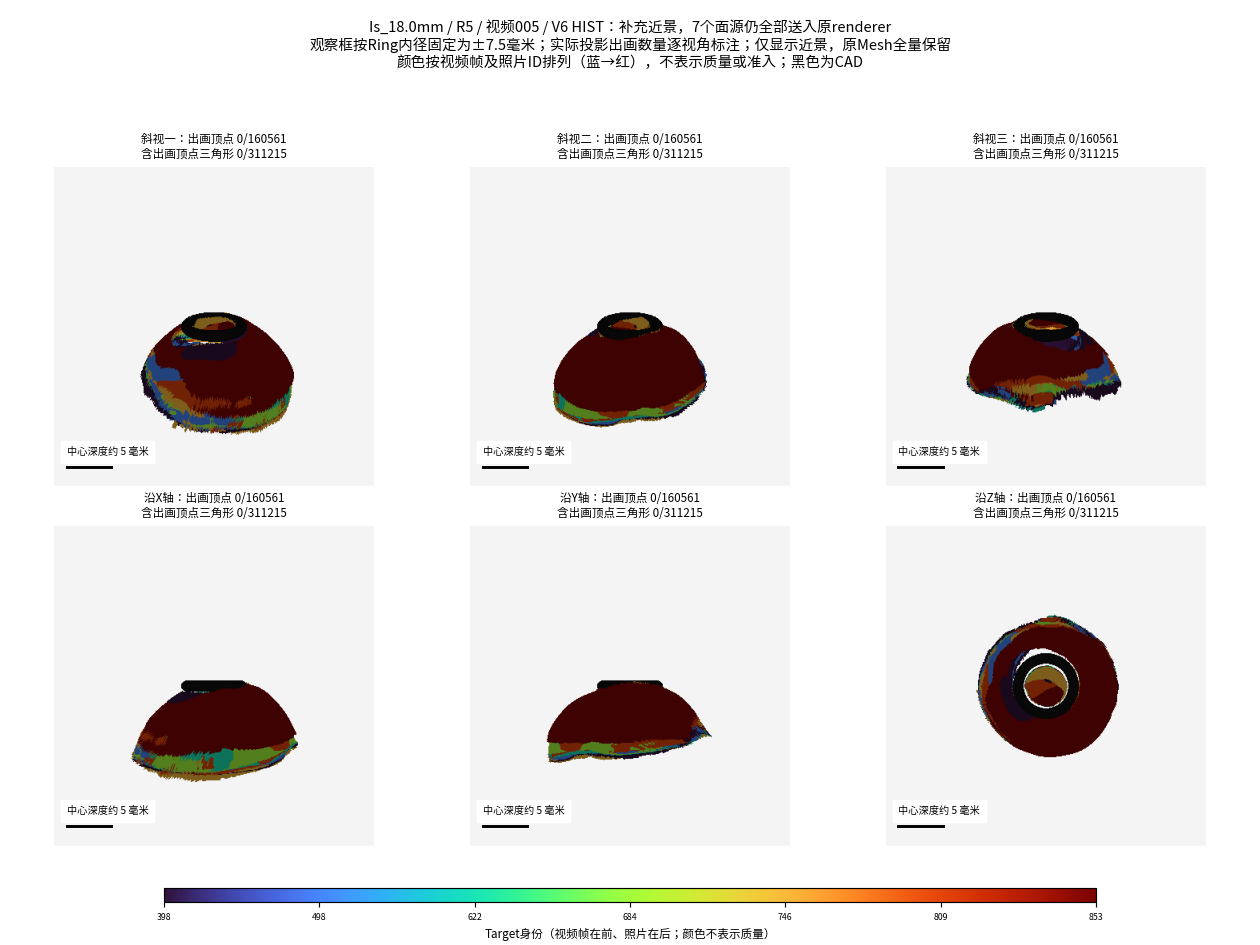 Is_18.0mm / R5 / 视频005 / V6 HIST：补充近景，7个面源仍全部送入原renderer
观察框按Ring内径固定为±7.5毫米；实际投影出画数量逐视角标注；仅显示近景，原Mesh全量保留
颜色按视频帧及照片ID排列（蓝→红），不表示质量或准入；黑色为CAD
斜视一：出画顶点 0/160561
含出画顶点三角形 0/311215
斜视二：出画顶点 0/160561
含出画顶点三角形 0/311215
斜视三：出画顶点 0/160561
含出画顶点三角形 0/311215
中心深度约 5 毫米
中心深度约 5 毫米
中心深度约 5 毫米
沿X轴：出画顶点 0/160561
含出画顶点三角形 0/311215
沿Y轴：出画顶点 0/160561
含出画顶点三角形 0/311215
沿Z轴：出画顶点 0/160561
含出画顶点三角形 0/311215
中心深度约 5 毫米
中心深度约 5 毫米
中心深度约 5 毫米
398 498 622 684 746 809 853
Target身份（视频帧在前、照片在后；颜色不表示质量）